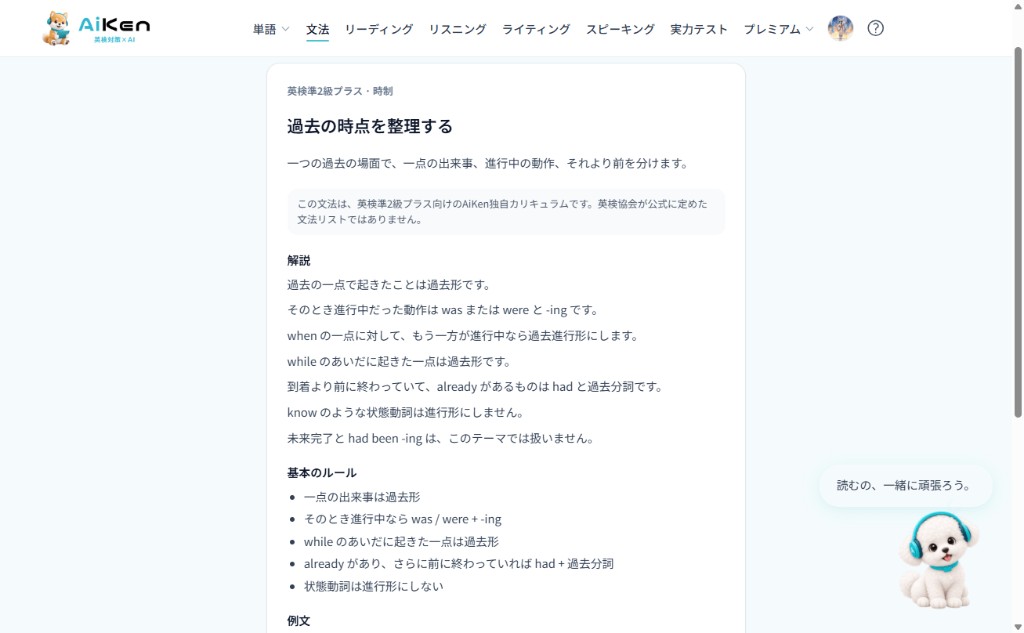 AiKen
英検対策×AI
単語 文法 リーディング リスニング ライティング スピーキング 実力テスト プレミアム ?
英検準2級プラス・時制
過去の時点を整理する
一つの過去の場面で、一点の出来事、進行中の動作、それより前を分けます。
この文法は、英検準2級プラス向けのAiKen独自カリキュラムです。英検協会が公式に定めた
文法リストではありません。
解説
過去の一点で起きたことは過去形です。
そのとき進行中だった動作は was または were と -ing です。
when の一点に対して、もう一方が進行中なら過去進行形にします。
while のあいだに起きた一点は過去形です。
到着より前に終わっていて、already があるものは had と過去分詞です。
know のような状態動詞は進行形にしません。
未来完了と had been -ing は、このテーマでは扱いません。
基本のルール
一点の出来事は過去形
そのとき進行中なら was / were + -ing
while のあいだに起きた一点は過去形
already があり、さらに前に終わっていれば had + 過去分詞
状態動詞は進行形にしない
例文
読むの、一緒に頑張ろう。